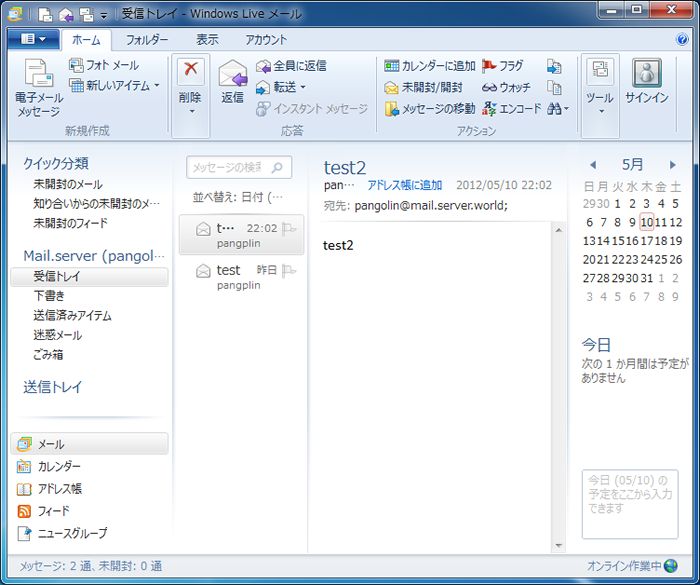 受信トレイ - Windows Live メール
ホーム フォルダー 表示 アカウント
電子メール メッセージ
フォト メール
新しいアイテム
新規作成
削除
返信
全員に返信
転送
インスタント メッセージ
応答
カレンダーに追加
未開封/開封
メッセージの移動
フラグ
ウォッチ
エンコード
アクション
ツール
サインイン
クイック分類
未開封のメール
知り合いからの未開封のメ…
未開封のフィード
Mail.server (pangol…
受信トレイ
下書き
送信済みアイテム
迷惑メール
ごみ箱
送信トレイ
メール
カレンダー
アドレス帳
フィード
ニュースグループ
メッセージの検索
並べ替え: 日付 (…
t… 22:02
pangplin
test 昨日
pangplin
test2
pan… アドレス帳に追加 2012/05/10 22:02
宛先: pangolin@mail.server.world;
test2
5月
日 月 火 水 木 金 土
29 30 1 2 3 4 5
6 7 8 9 10 11 12
13 14 15 16 17 18 19
20 21 22 23 24 25 26
27 28 29 30 31 1 2
3 4 5 6 7 8 9
今日
次の 1 か月間は予定が
ありません
今日 (05/10) の
予定をここから入力
できます
メッセージ: 2 通、未開封: 0 通
オンライン作業中